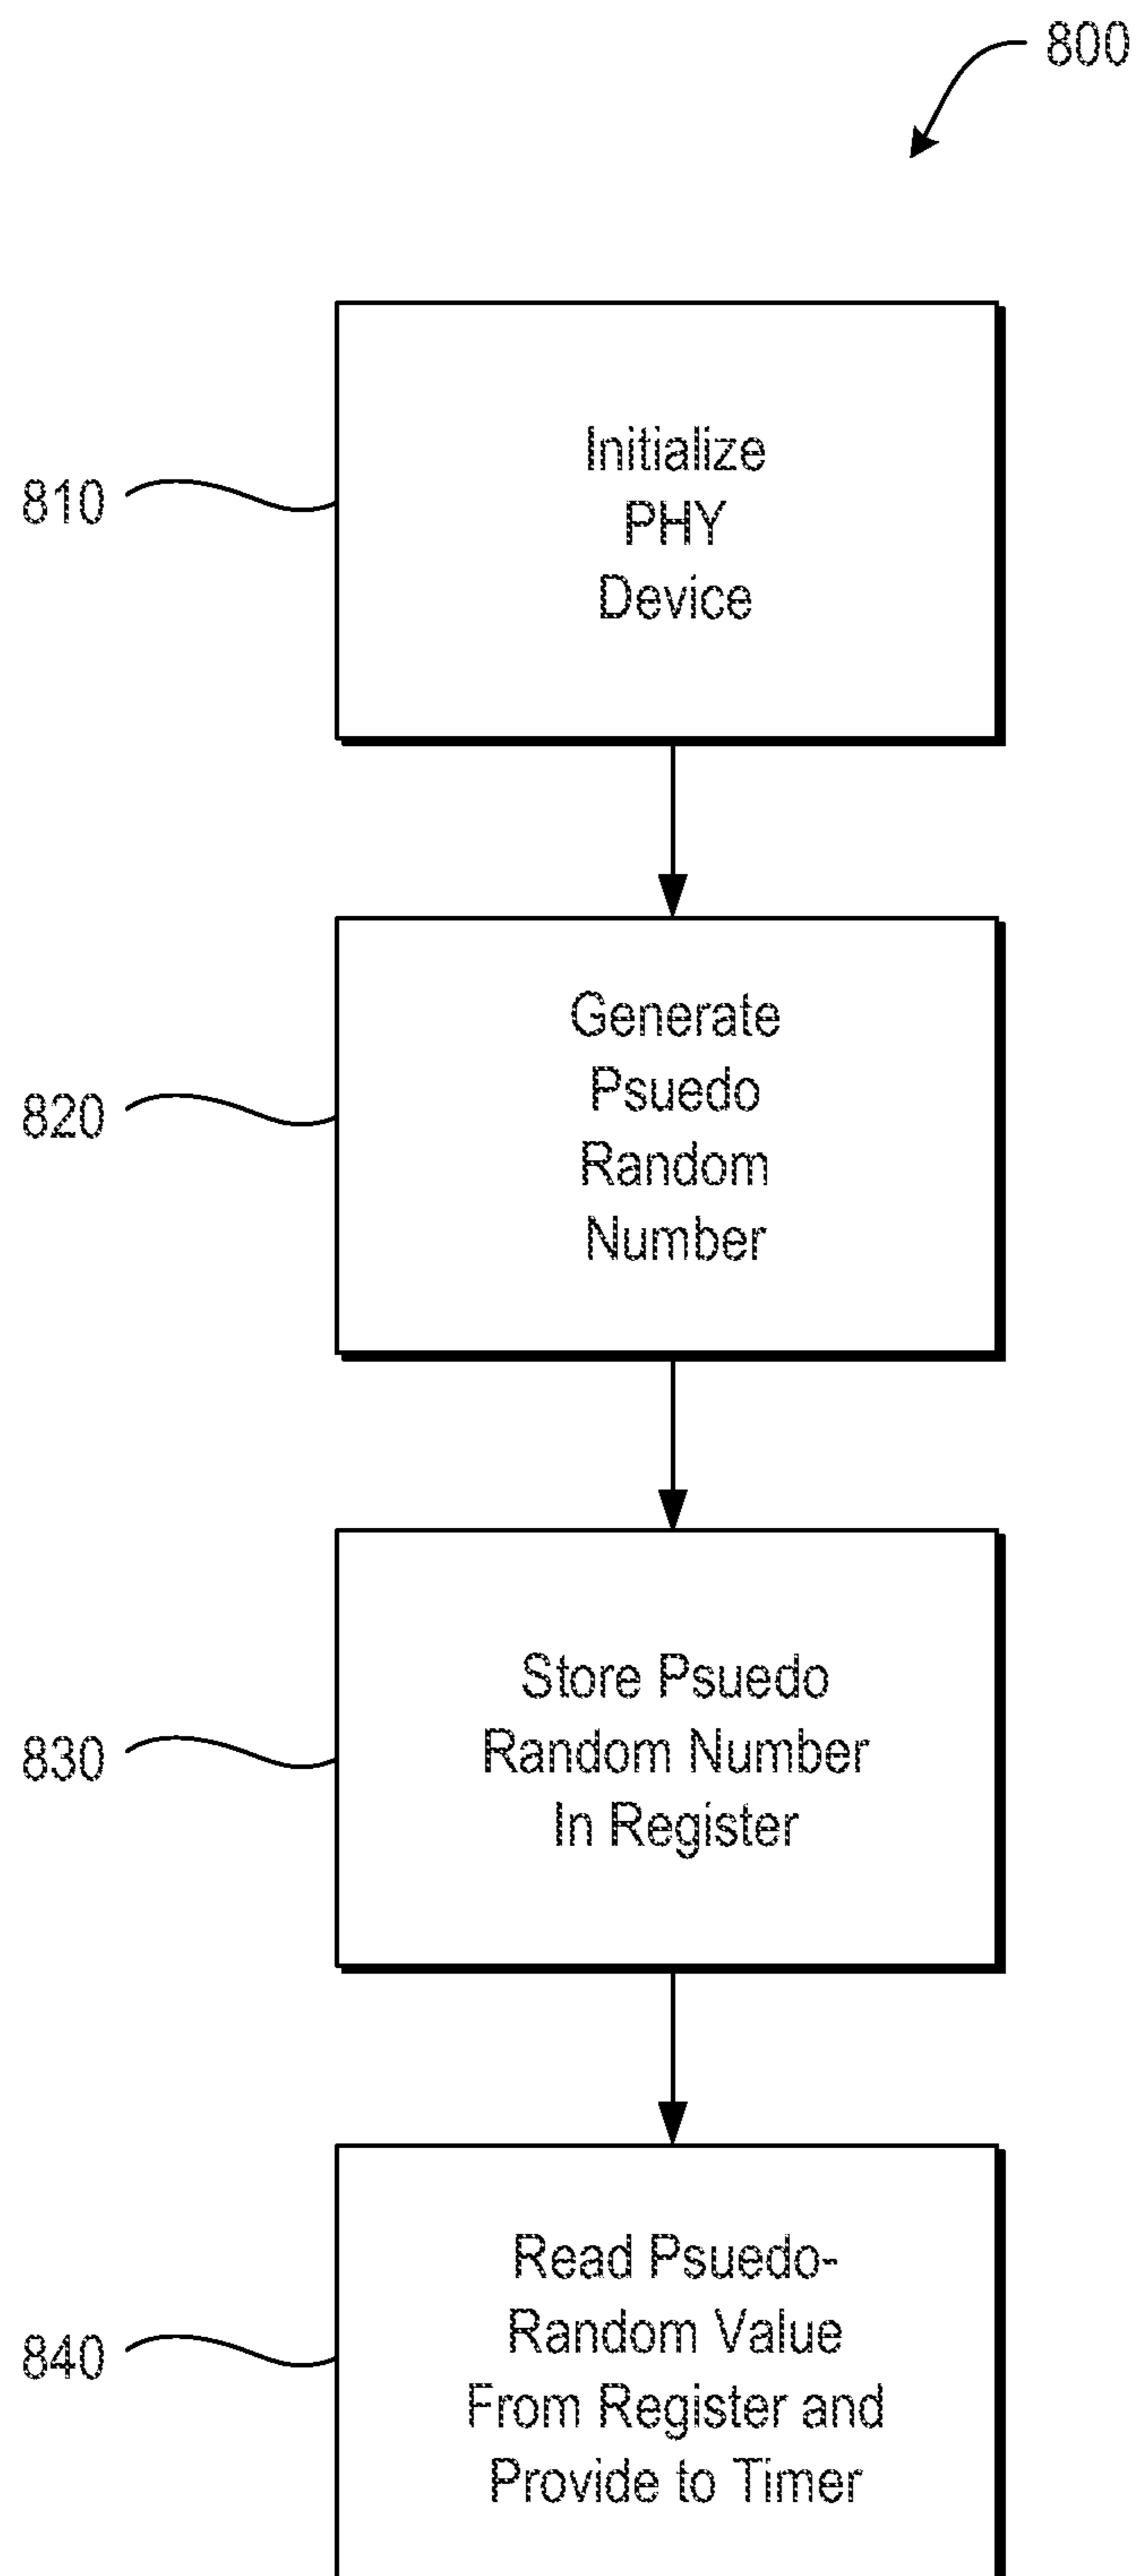 800
810
Initialize
PHY
Device
820
Generate
Psuedo
Random
Number
830
Store Psuedo
Random Number
In Register
840
Read Psuedo-
Random Value
From Register and
Provide to Timer